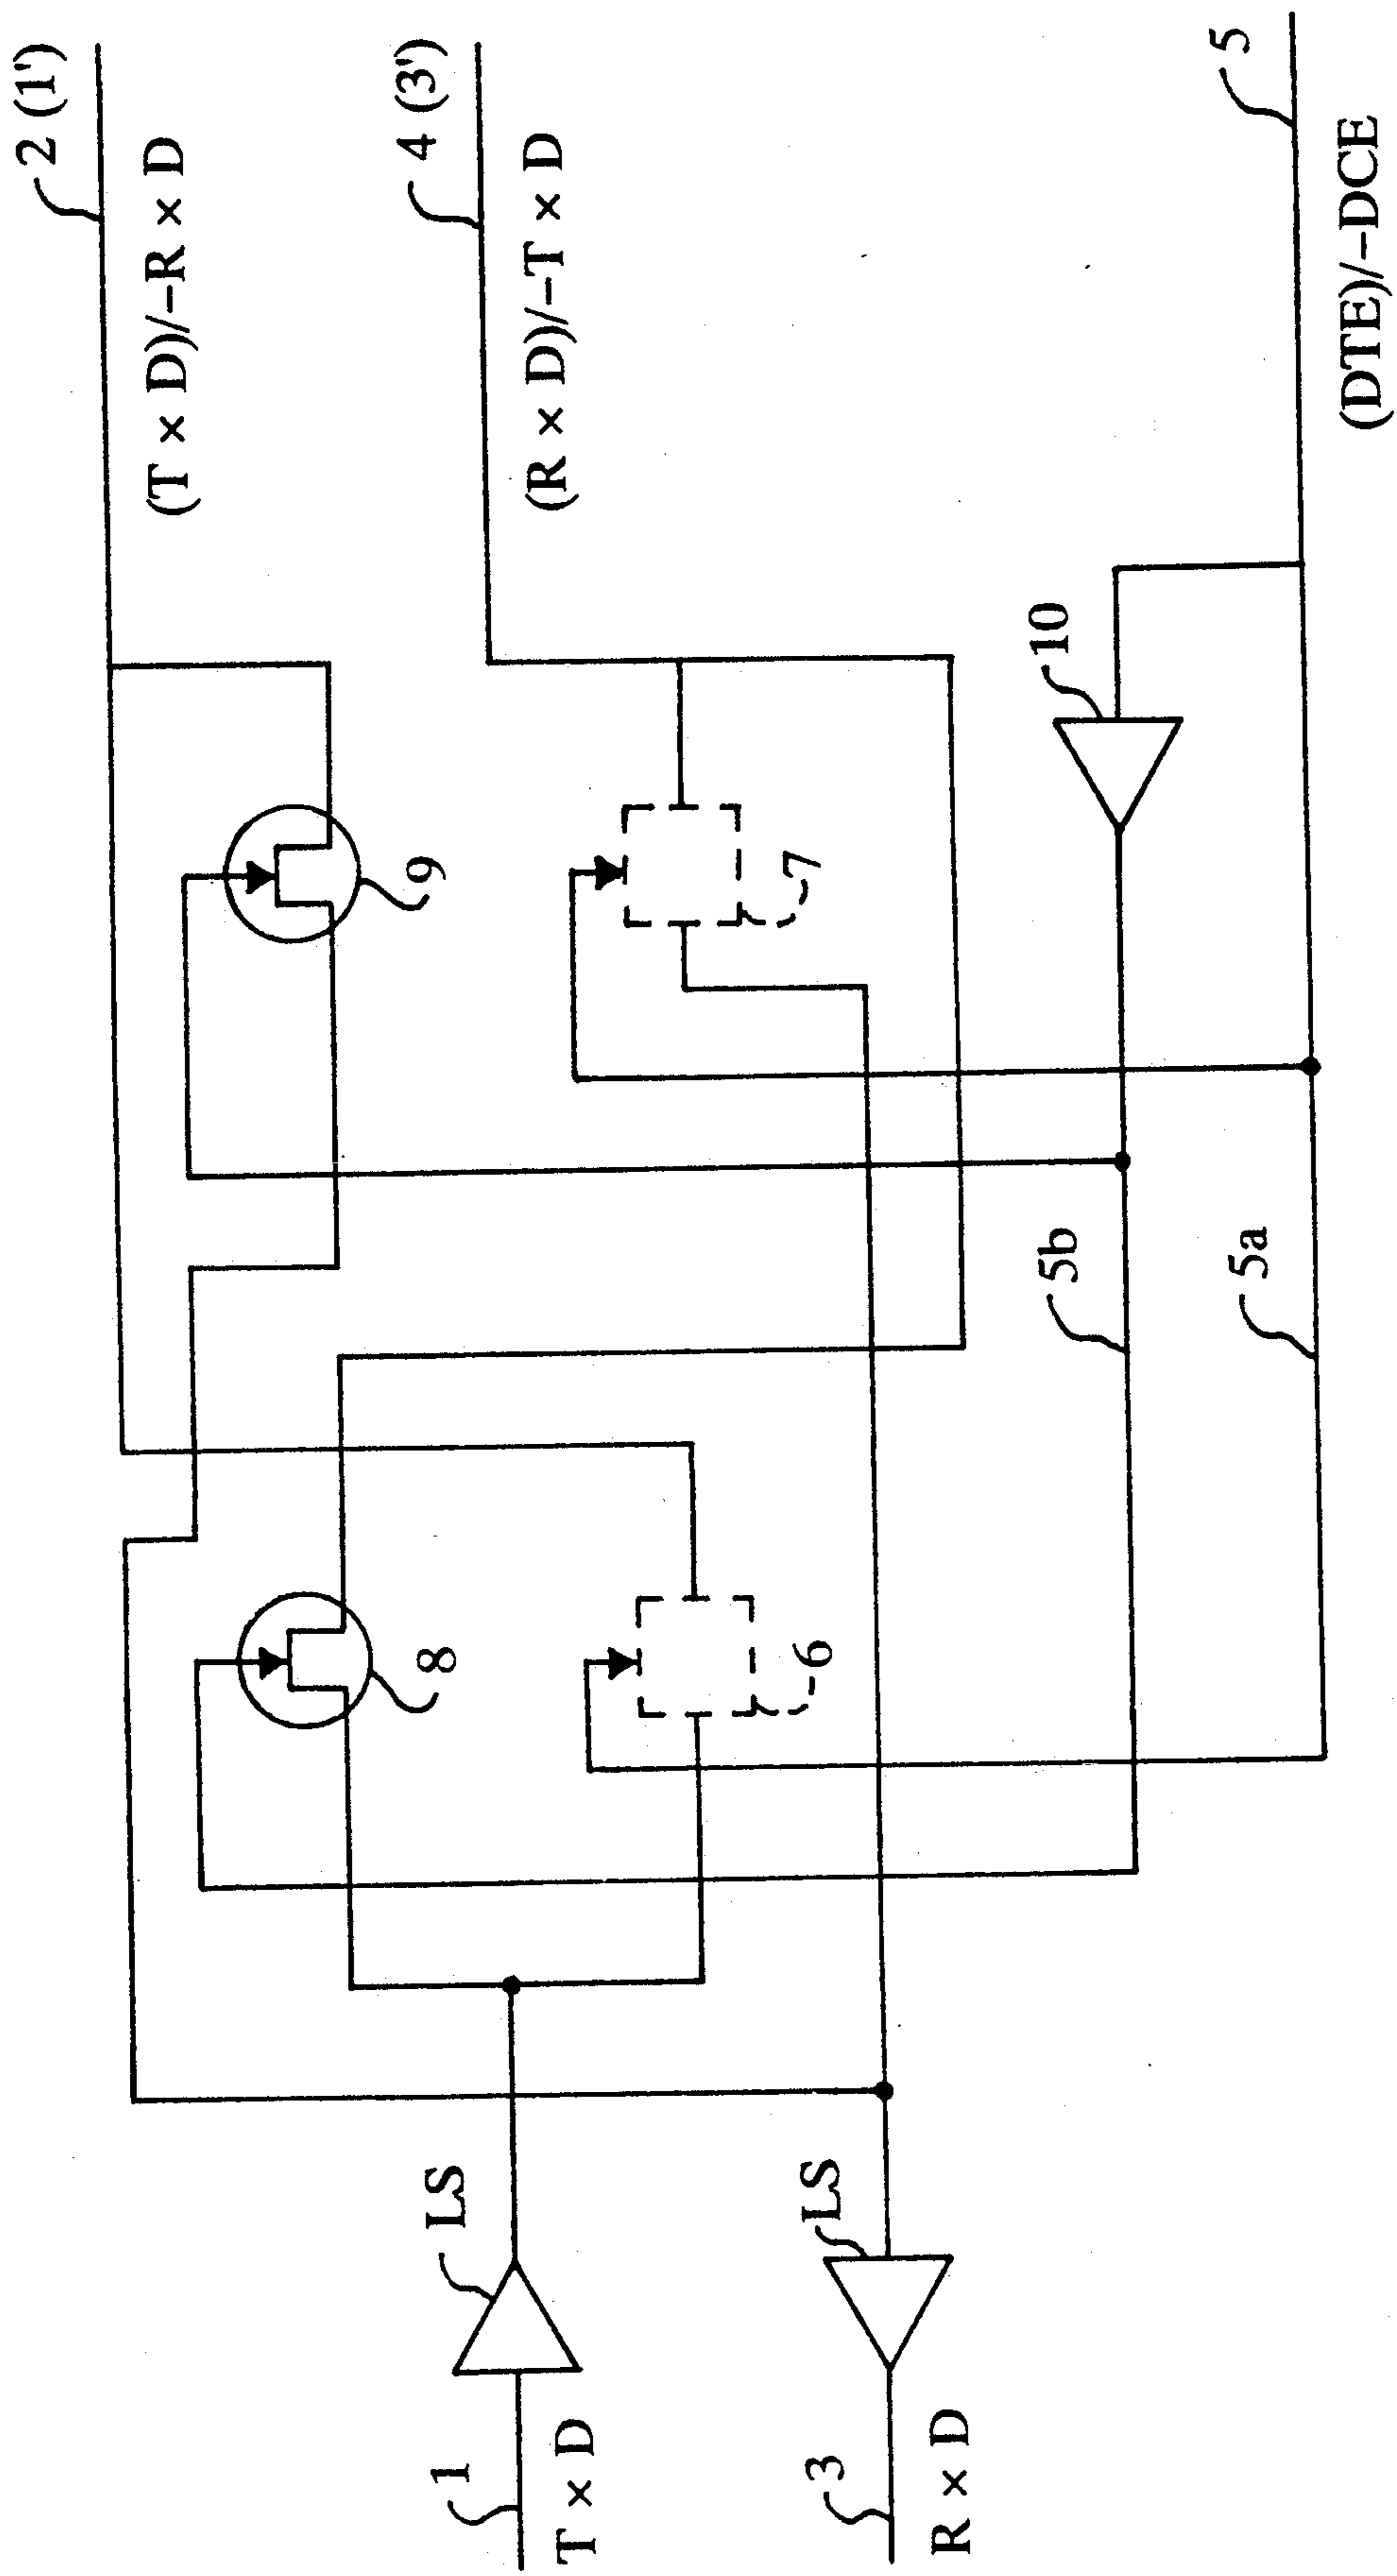 2 (1')
(T × D)/–R × D
4 (3')
(R × D)/–T × D
5
(DTE)/–DCE
9
7
10
8
6
5b
5a
LS
LS
1
T × D
3
R × D